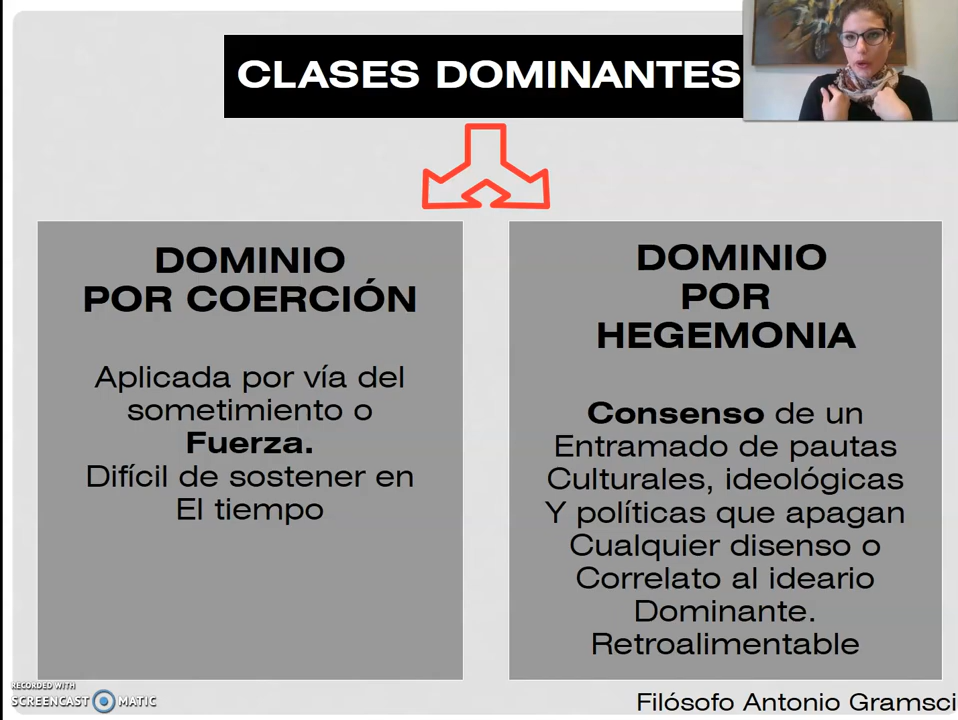 CLASES DOMINANTES
DOMINIO
POR COERCIÓN
Aplicada por vía del
sometimiento o
Fuerza.
Difícil de sostener en
El tiempo
DOMINIO
POR
HEGEMONIA
Consenso de un
Entramado de pautas
Culturales, ideológicas
Y políticas que apagan
Cualquier disenso o
Correlato al ideario
Dominante.
Retroalimentable
RECORDED WITH
SCREENCAST MATIC
Filósofo Antonio Gramsci